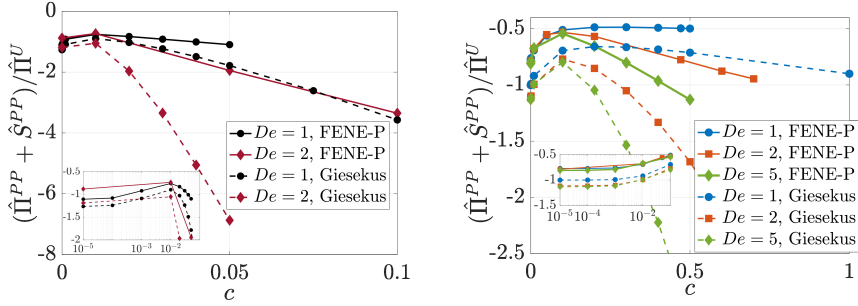 0
-2
-4
-6
-8
(Π̂^PP + Ŝ^PP)/Π̂^U
De = 1, FENE-P
De = 2, FENE-P
De = 1, Giesekus
De = 2, Giesekus
-0.5
-1
-1.5
-2
10^-5 10^-3 10^-2
0 0.05 0.1
c
-0.5
-1
-1.5
-2
-2.5
(Π̂^PP + Ŝ^PP)/Π̂^U
-0.5
-1
-1.5
10^-5 10^-4 10^-2
De = 1, FENE-P
De = 2, FENE-P
De = 5, FENE-P
De = 1, Giesekus
De = 2, Giesekus
De = 5, Giesekus
0 0.5 1
c